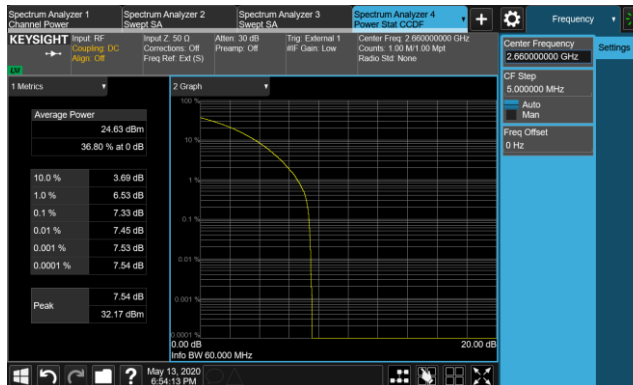 Spectrum Analyzer 1
Channel Power
Spectrum Analyzer 2
Swept SA
Spectrum Analyzer 3
Swept SA
Spectrum Analyzer 4
Power Stat CCDF
+
Frequency
KEYSIGHT
Input: RF
Coupling: DC
Align: Off
Input Z: 50 Ω
Corrections: Off
Freq Ref: Ext (S)
Atten: 30 dB
Preamp: Off
Trig: External 1
#IF Gain: Low
Center Freq: 2.660000000 GHz
Counts: 1.00 M/1.00 Mpt
Radio Std: None
Center Frequency
2.660000000 GHz
Settings
CF Step
5.000000 MHz
Auto
Man
Freq Offset
0 Hz
1 Metrics
Average Power
24.63 dBm
36.80 % at 0 dB
10.0 % 3.69 dB
1.0 % 6.53 dB
0.1 % 7.33 dB
0.01 % 7.45 dB
0.001 % 7.53 dB
0.0001 % 7.54 dB
Peak
7.54 dB
32.17 dBm
2 Graph
100 %
10 %
1 %
0.1 %
0.01 %
0.001 %
0.0001 %
0.00 dB
20.00 dB
Info BW 60.000 MHz
?
May 13, 2020
6:54:13 PM